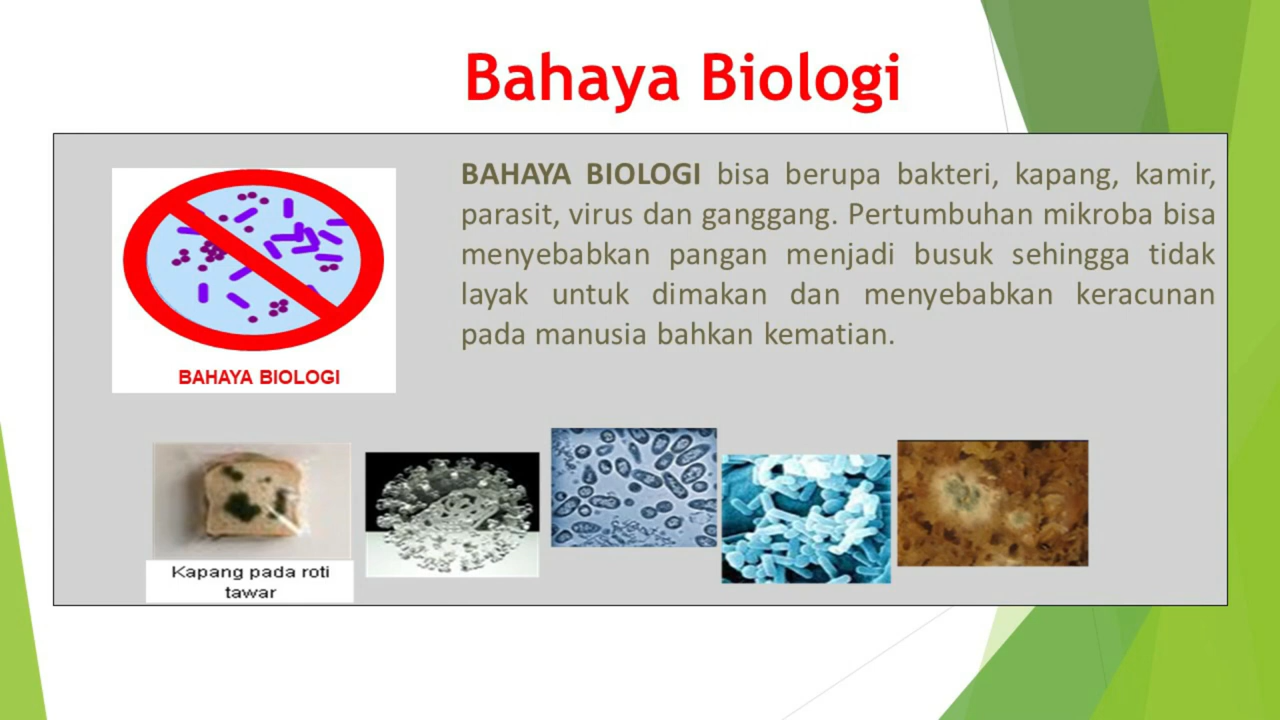 Bahaya Biologi
BAHAYA BIOLOGI bisa berupa bakteri, kapang, kamir,
parasit, virus dan ganggang. Pertumbuhan mikroba bisa
menyebabkan pangan menjadi busuk sehingga tidak
layak untuk dimakan dan menyebabkan keracunan
pada manusia bahkan kematian.
BAHAYA BIOLOGI
Kapang pada roti
tawar